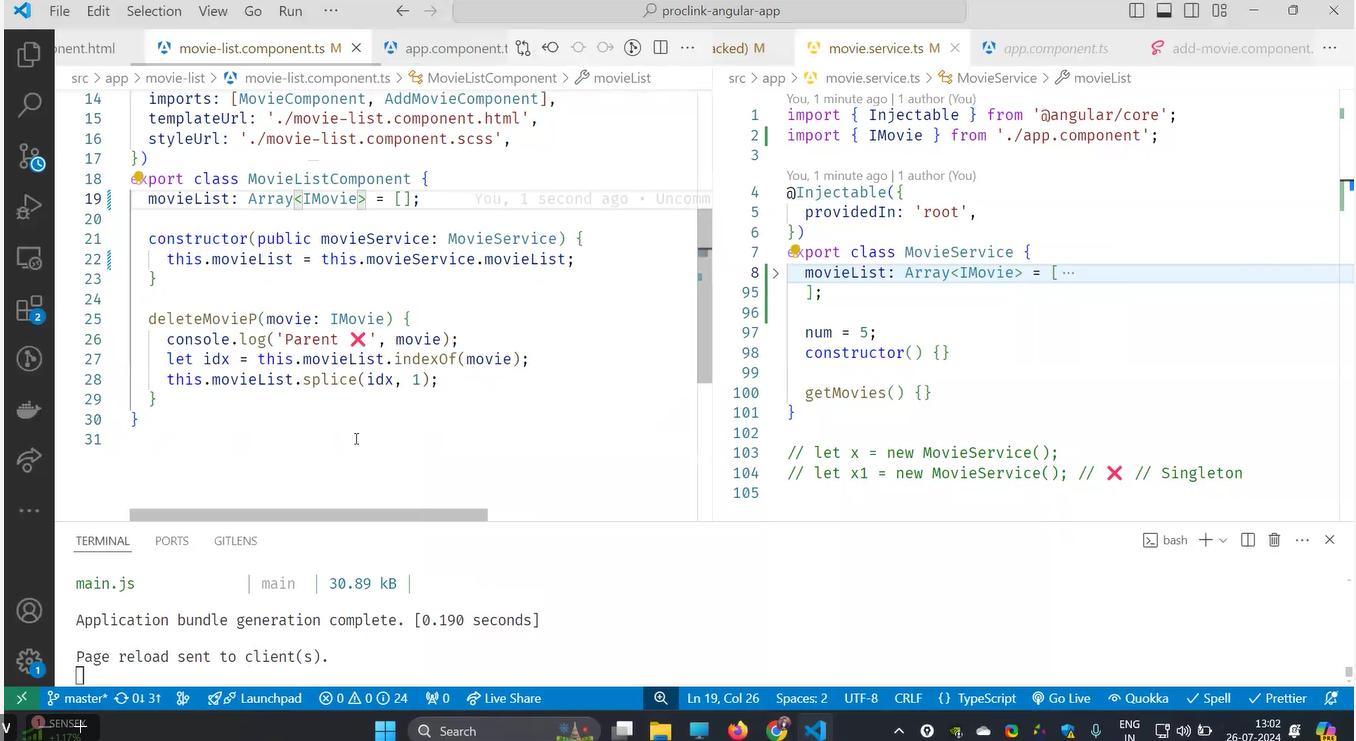 File Edit Selection View Go Run ··· proclink-angular-app
nent.html movie-list.component.ts M app.component.t acked) M movie.service.ts M app.component.ts add-movie.component.
src > app > movie-list > movie-list.component.ts > MovieListComponent > movieList
14 imports: [MovieComponent, AddMovieComponent],
15 templateUrl: './movie-list.component.html',
16 styleUrl: './movie-list.component.scss',
17 })
18 export class MovieListComponent {
19 movieList: Array<IMovie> = []; You, 1 second ago • Uncomm
20
21 constructor(public movieService: MovieService) {
22 this.movieList = this.movieService.movieList;
23 }
24
25 deleteMovieP(movie: IMovie) {
26 console.log('Parent ❌', movie);
27 let idx = this.movieList.indexOf(movie);
28 this.movieList.splice(idx, 1);
29 }
30 }
31
src > app > movie.service.ts > MovieService > movieList
You, 1 minute ago | 1 author (You)
1 import { Injectable } from '@angular/core';
2 import { IMovie } from './app.component';
3
You, 1 minute ago | 1 author (You)
4 @Injectable({
5 providedIn: 'root',
6 })
7 export class MovieService {
8 movieList: Array<IMovie> = [ ···
95 ];
96
97 num = 5;
98 constructor() {}
99
100 getMovies() {}
101 }
102
103 // let x = new MovieService();
104 // let x1 = new MovieService(); // ❌ // Singleton
105
TERMINAL PORTS GITLENS bash
main.js | main | 30.89 kB |
Application bundle generation complete. [0.190 seconds]
Page reload sent to client(s).
master* 0↓ 3↑ Launchpad 0 0 24 0 Live Share Ln 19, Col 26 Spaces: 2 UTF-8 CRLF {} TypeScript Go Live Quokka Spell Prettier
SENSEX
+1.17%
Search
ENG
IN
13:02
26-07-2024